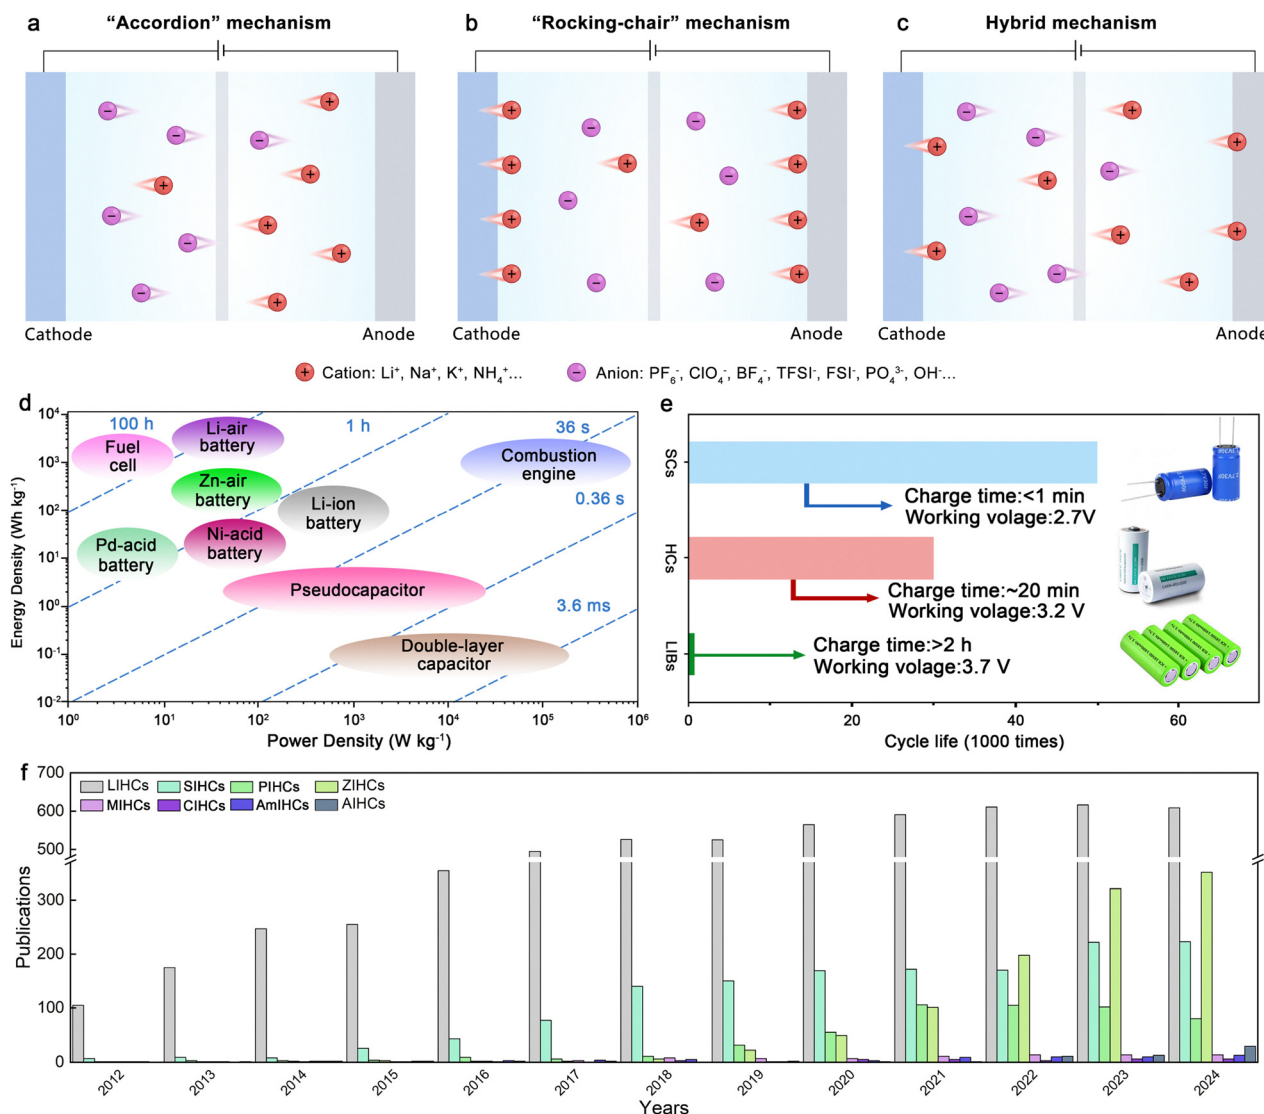 a "Accordion" mechanism
b "Rocking-chair" mechanism
c Hybrid mechanism
Cathode Anode
Cathode Anode
Cathode Anode
Cation: Li⁺, Na⁺, K⁺, NH₄⁺...
Anion: PF₆⁻, ClO₄⁻, BF₄⁻, TFSI⁻, FSI⁻, PO₄³⁻, OH⁻...
d
Energy Density (Wh kg⁻¹)
10⁴
10³
10²
10¹
10⁰
10⁻¹
10⁻²
100 h
1 h
36 s
0.36 s
3.6 ms
Fuel
cell
Li-air
battery
Zn-air
battery
Li-ion
battery
Combustion
engine
Pd-acid
battery
Ni-acid
battery
Pseudocapacitor
Double-layer
capacitor
10⁰ 10¹ 10² 10³ 10⁴ 10⁵ 10⁶
Power Density (W kg⁻¹)
e
SCs
Charge time:<1 min
Working volage:2.7V
HCs
Charge time:~20 min
Working volage:3.2 V
LIBs
Charge time:>2 h
Working volage:3.7 V
0 20 40 60
Cycle life (1000 times)
f
Publications
700
600
500
300
200
100
0
LIHCs SIHCs PIHCs ZIHCs
MIHCs CIHCs AmIHCs AIHCs
2012 2013 2014 2015 2016 2017 2018 2019 2020 2021 2022 2023 2024
Years